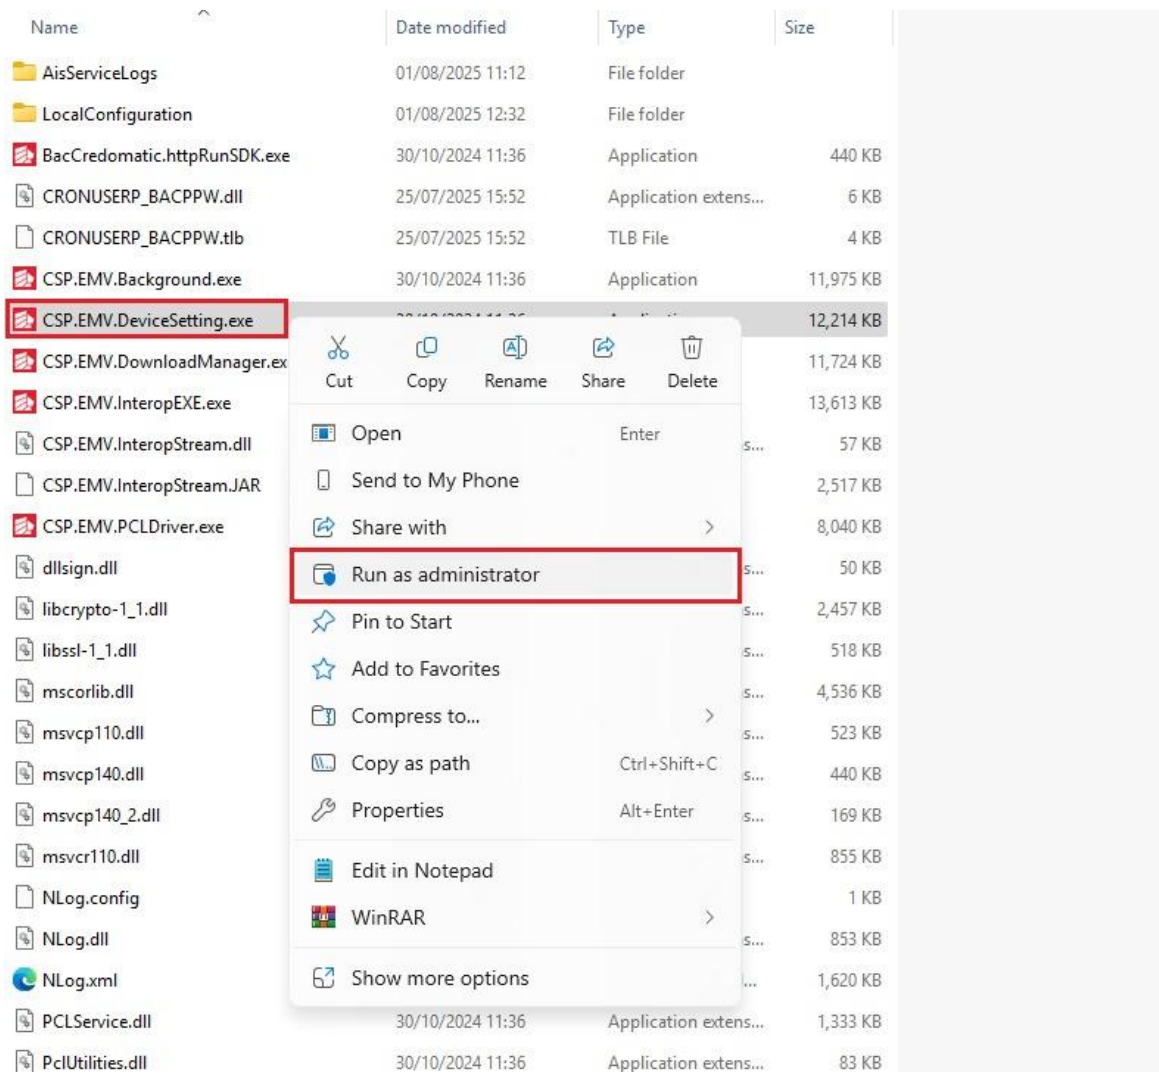 Name Date modified Type Size
AisServiceLogs 01/08/2025 11:12 File folder
LocalConfiguration 01/08/2025 12:32 File folder
BacCredomatic.httpRunSDK.exe 30/10/2024 11:36 Application 440 KB
CRONUSERP_BACPPW.dll 25/07/2025 15:52 Application extens... 6 KB
CRONUSERP_BACPPW.tlb 25/07/2025 15:52 TLB File 4 KB
CSP.EMV.Background.exe 30/10/2024 11:36 Application 11,975 KB
CSP.EMV.DeviceSetting.exe 12,214 KB
CSP.EMV.DownloadManager.ex 11,724 KB
CSP.EMV.InteropEXE.exe 13,613 KB
CSP.EMV.InteropStream.dll s... 57 KB
CSP.EMV.InteropStream.JAR 2,517 KB
CSP.EMV.PCLDriver.exe 8,040 KB
dllsign.dll s... 50 KB
libcrypto-1_1.dll s... 2,457 KB
libssl-1_1.dll s... 518 KB
mscorlib.dll s... 4,536 KB
msvcp110.dll s... 523 KB
msvcp140.dll s... 440 KB
msvcp140_2.dll s... 169 KB
msvcr110.dll s... 855 KB
NLog.config 1 KB
NLog.dll s... 853 KB
NLog.xml ... 1,620 KB
PCLService.dll 30/10/2024 11:36 Application extens... 1,333 KB
PclUtilities.dll 30/10/2024 11:36 Application extens... 83 KB
Cut Copy Rename Share Delete
Open Enter
Send to My Phone
Share with
Run as administrator
Pin to Start
Add to Favorites
Compress to...
Copy as path Ctrl+Shift+C
Properties Alt+Enter
Edit in Notepad
WinRAR
Show more options